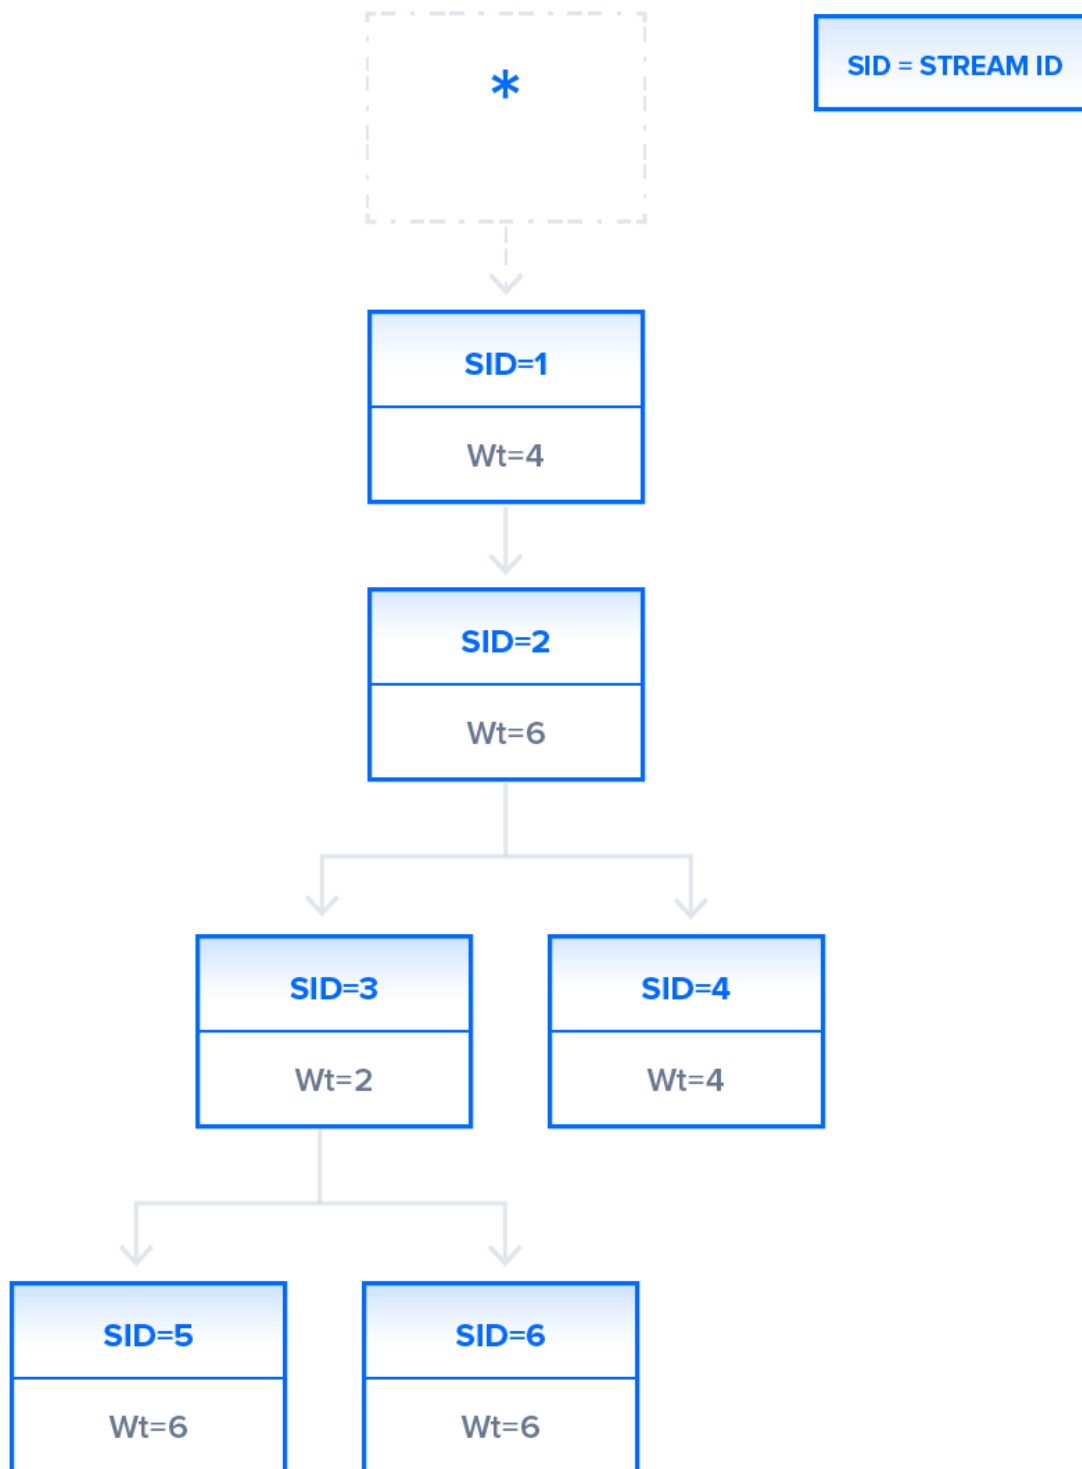 *
SID = STREAM ID
SID=1
Wt=4
SID=2
Wt=6
SID=3
SID=4
Wt=2
Wt=4
SID=5
SID=6
Wt=6
Wt=6